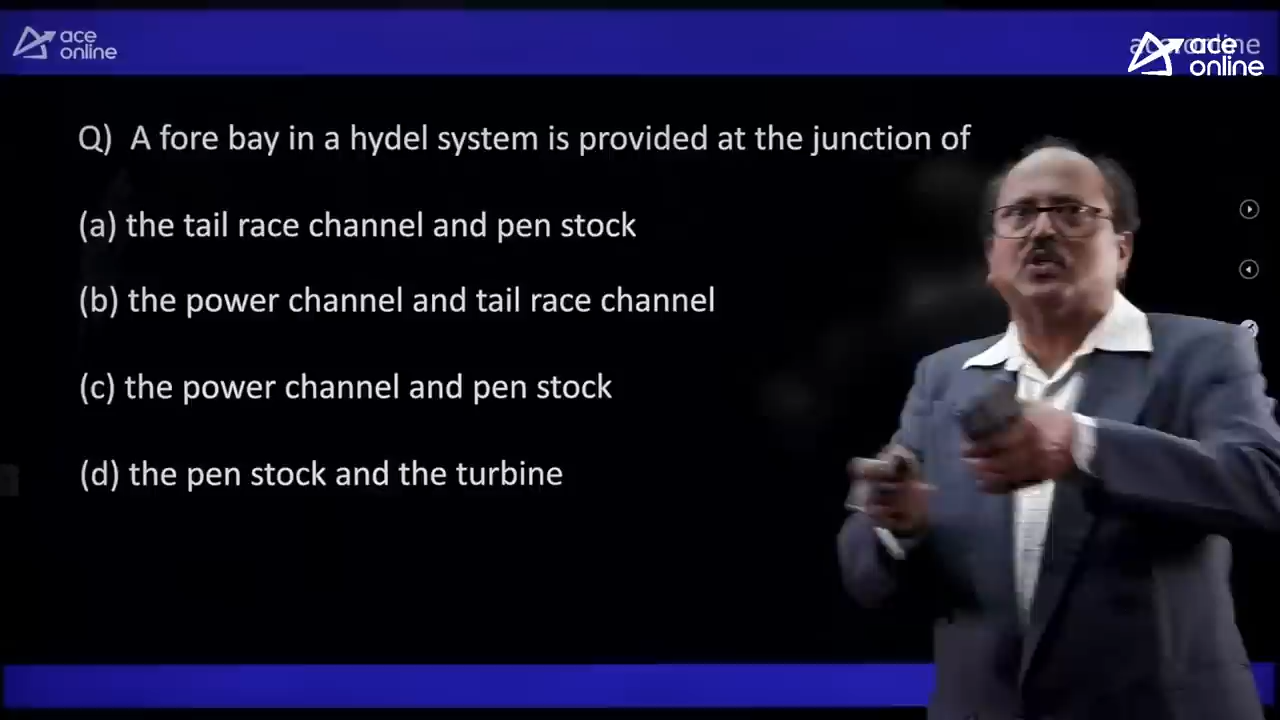 ace
online
ace
online
Q) A fore bay in a hydel system is provided at the junction of
(a) the tail race channel and pen stock
(b) the power channel and tail race channel
(c) the power channel and pen stock
(d) the pen stock and the turbine